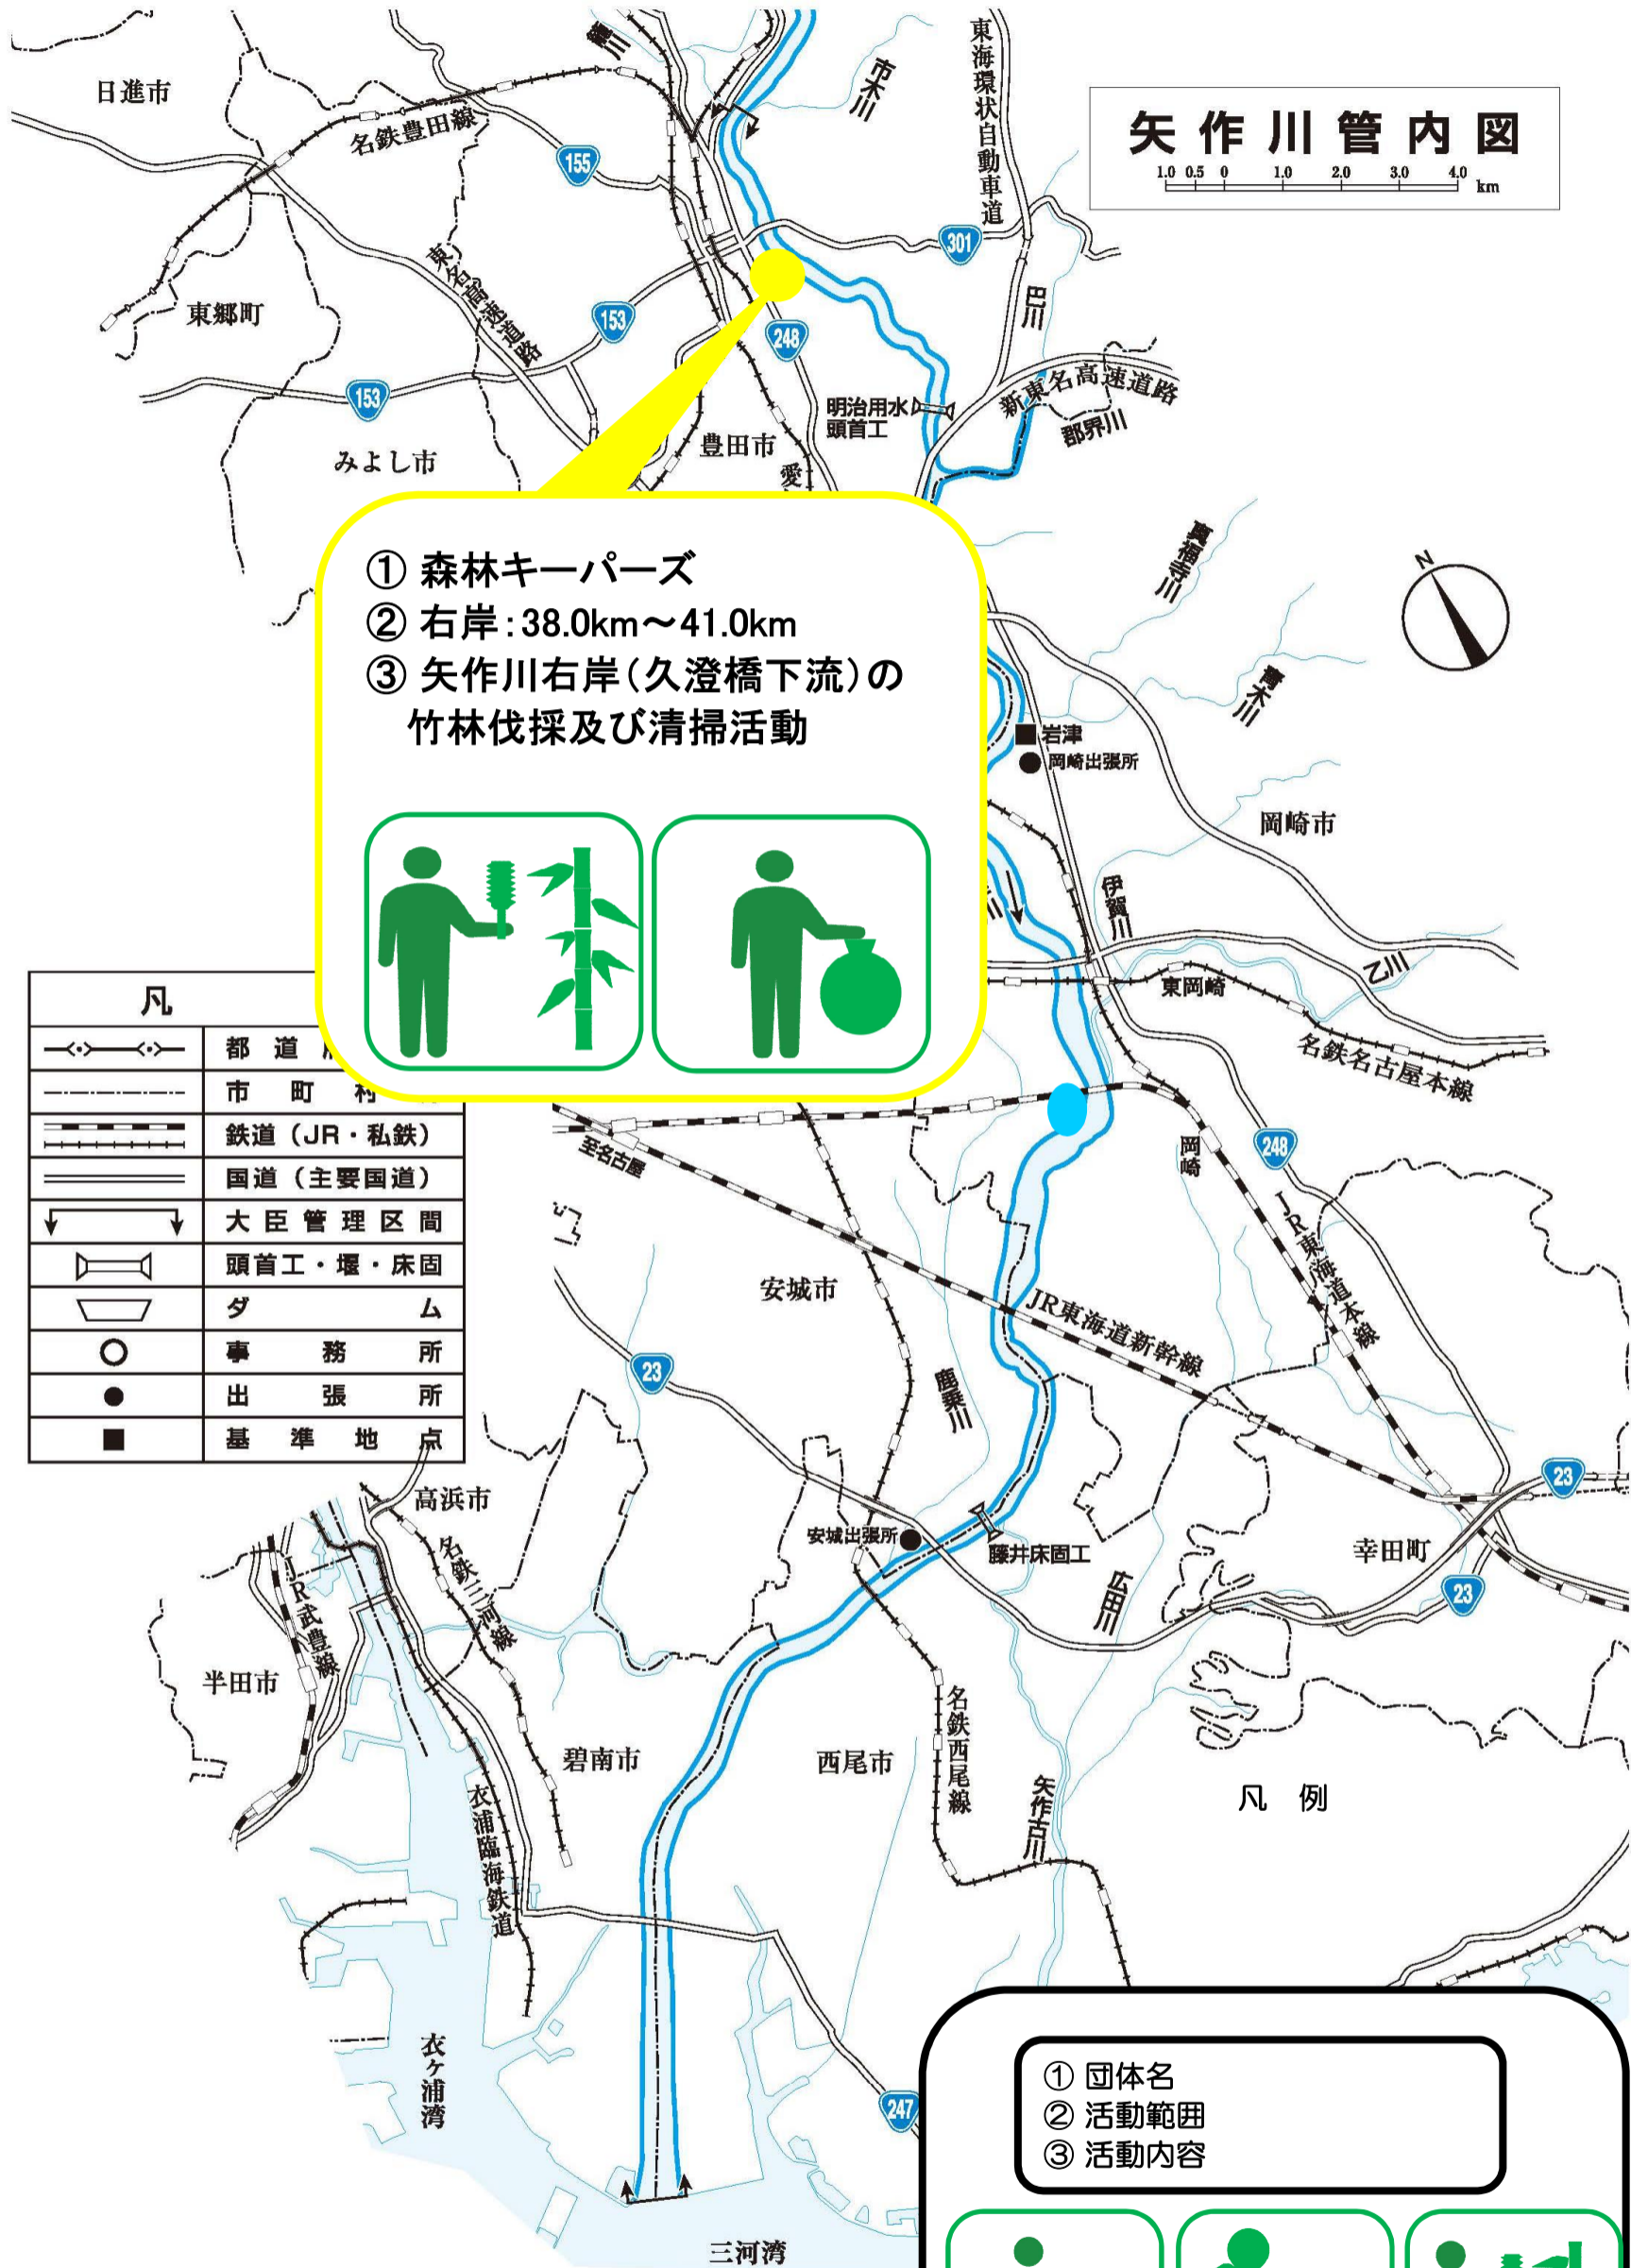 矢作川管内図
1.0 0.5 0 1.0 2.0 3.0 4.0 km
日進市
名鉄豊田線
籠川
市木川
東海環状自動車道
155
301
東郷町
東名高速道路
153
248
巴川
153
明治用水
頭首工
新東名高速道路
郡界川
豊田市
みよし市
愛
① 森林キーパーズ
② 右岸:38.0km～41.0km
③ 矢作川右岸(久澄橋下流)の
竹林伐採及び清掃活動
真福寺川
N
青木川
岩津
岡崎出張所
岡崎市
伊賀川
乙川
東岡崎
名鉄名古屋本線
凡
都道
市町村
鉄道(JR・私鉄)
国道(主要国道)
大臣管理区間
頭首工・堰・床固
ダム
事務所
出張所
基準地点
至名古屋
岡崎
248
JR東海道本線
安城市
JR東海道新幹線
23
鹿乗川
高浜市
名鉄三河線
安城出張所
藤井床固工
23
幸田町
広田川
23
JR武豊線
半田市
碧南市
西尾市
名鉄西尾線
矢作古川
凡 例
衣浦臨海鉄道
衣ケ浦湾
247
① 団体名
② 活動範囲
③ 活動内容
三河湾